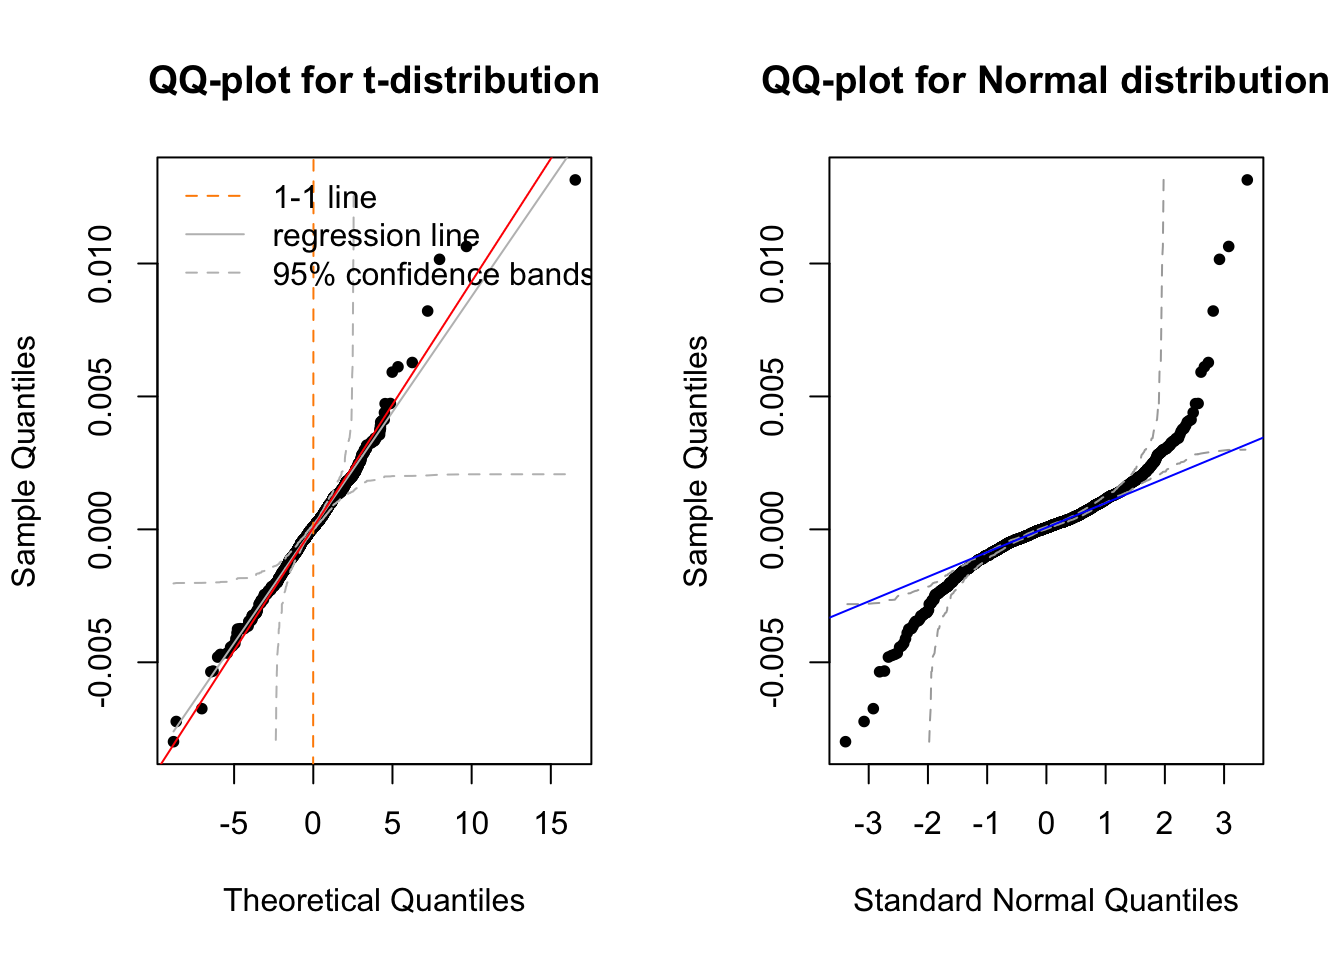 QQ-plot for t-distribution
1-1 line
regression line
95% confidence bands
0.010
0.005
0.000
-0.005
Sample Quantiles
-5 0 5 10 15
Theoretical Quantiles
QQ-plot for Normal distribution
0.010
0.005
0.000
-0.005
Sample Quantiles
-3 -2 -1 0 1 2 3
Standard Normal Quantiles